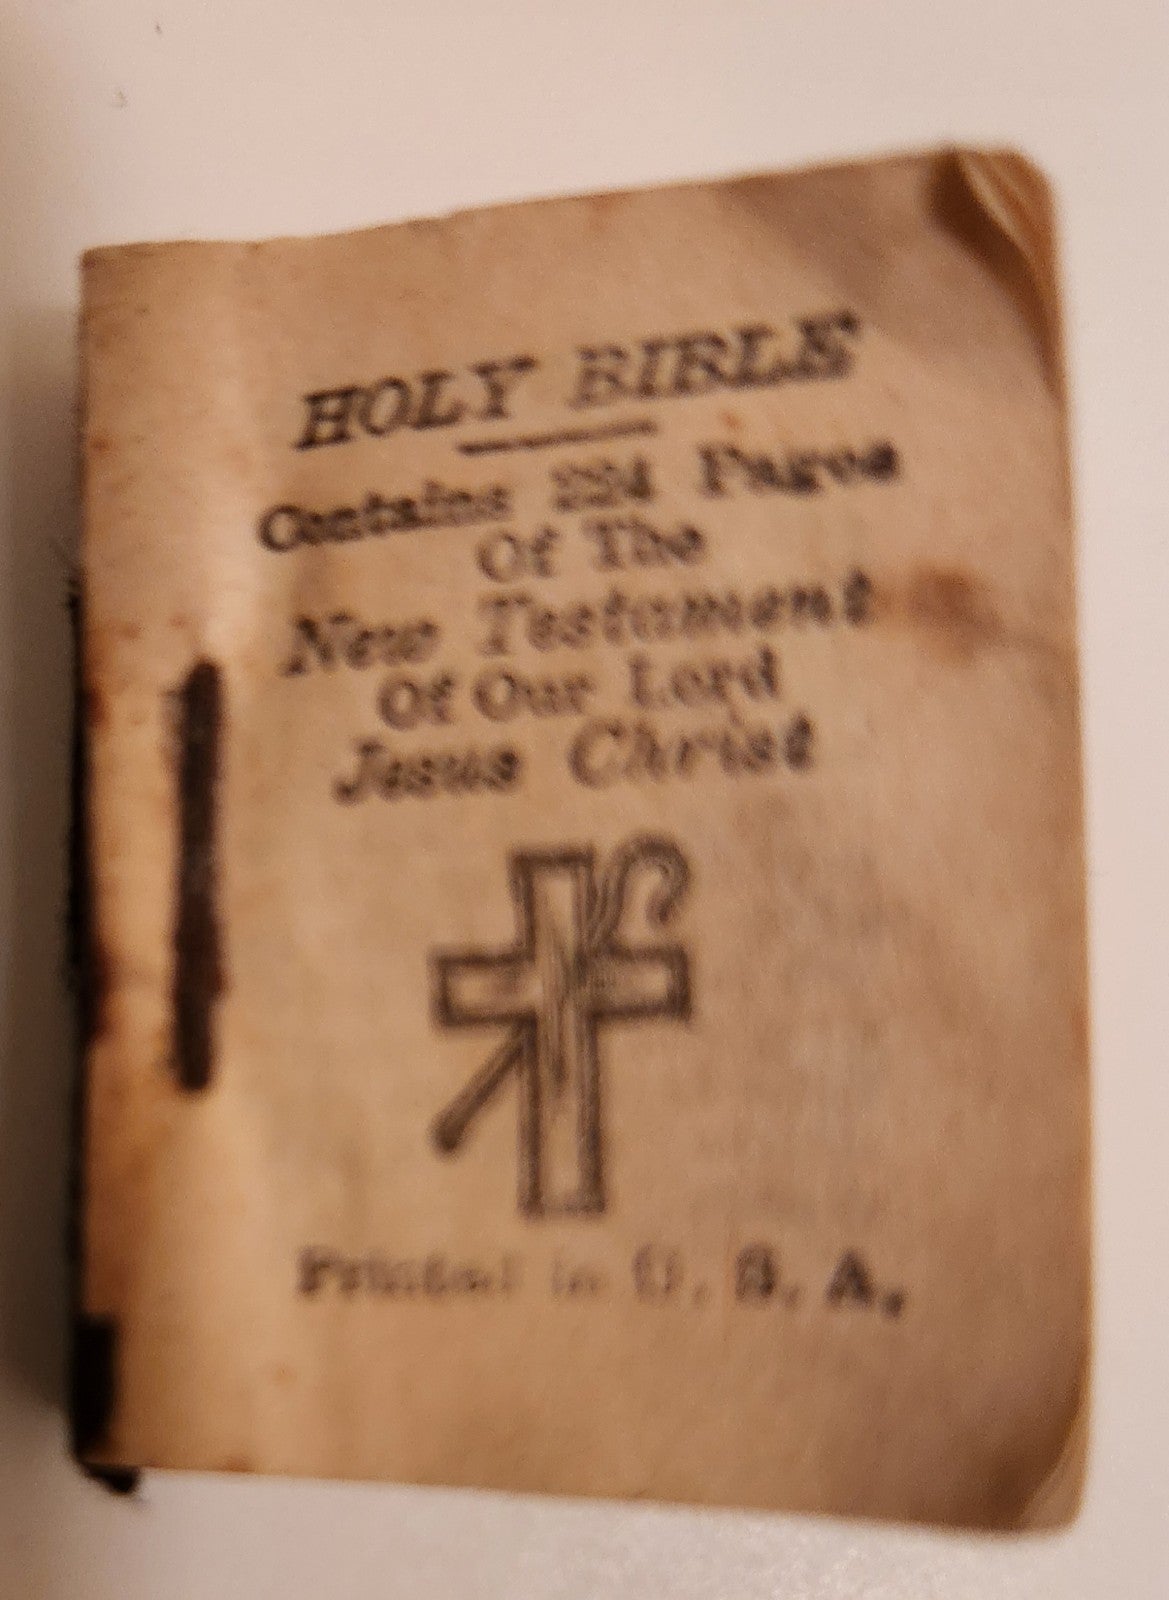 HOLY BIBLE
Contains 224 Pages
Of The
New Testament
Of Our Lord
Jesus Christ
Printed in U. S. A.